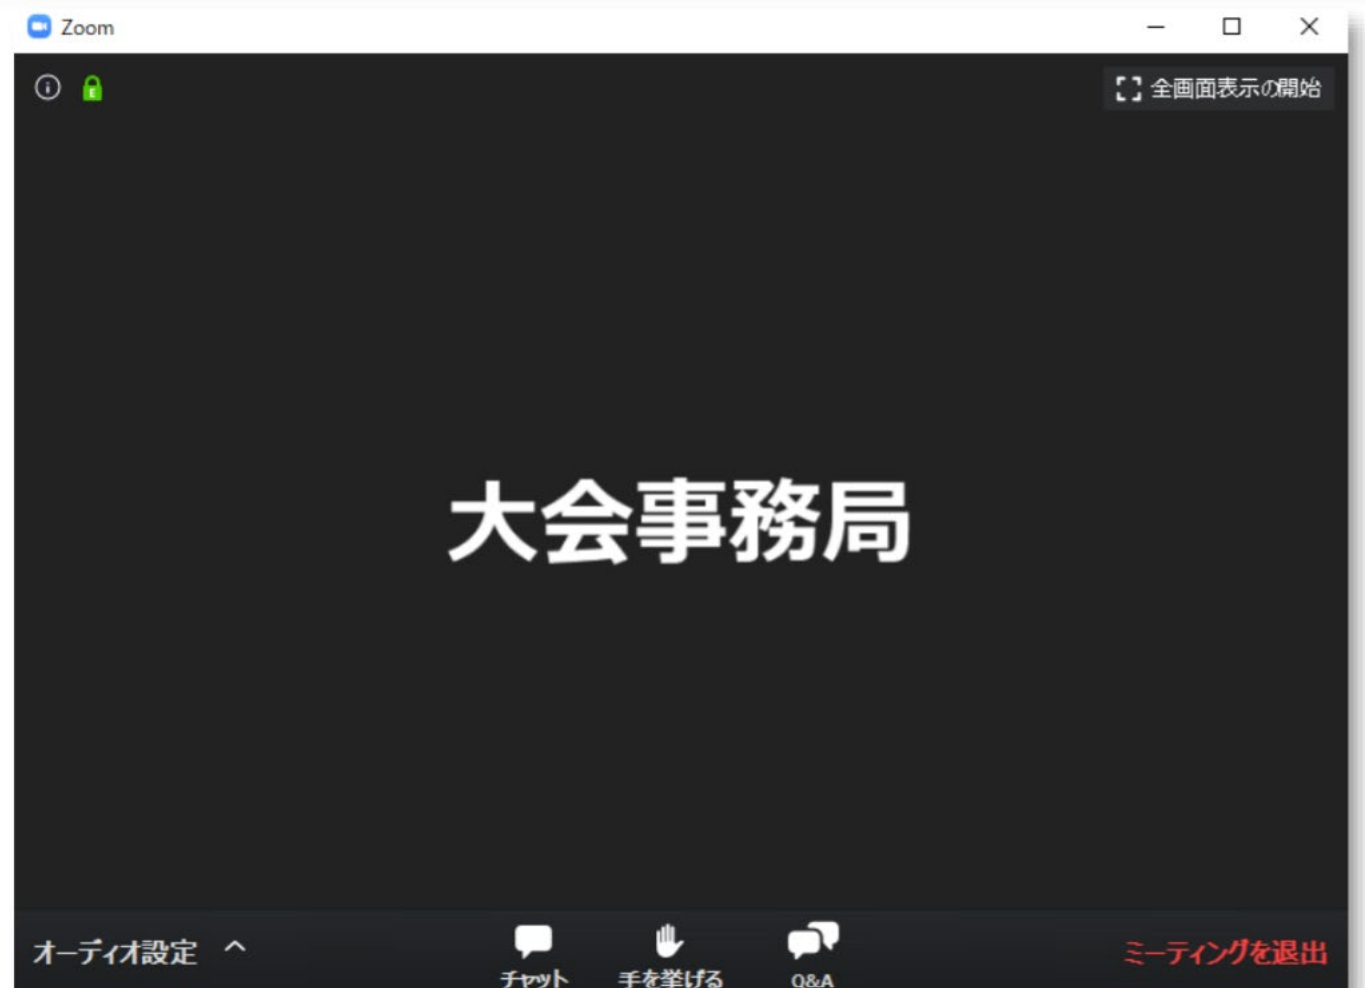 Zoom
全画面表示の開始
大会事務局
オーディオ設定
チャット
手を挙げる
Q&A
ミーティングを退出